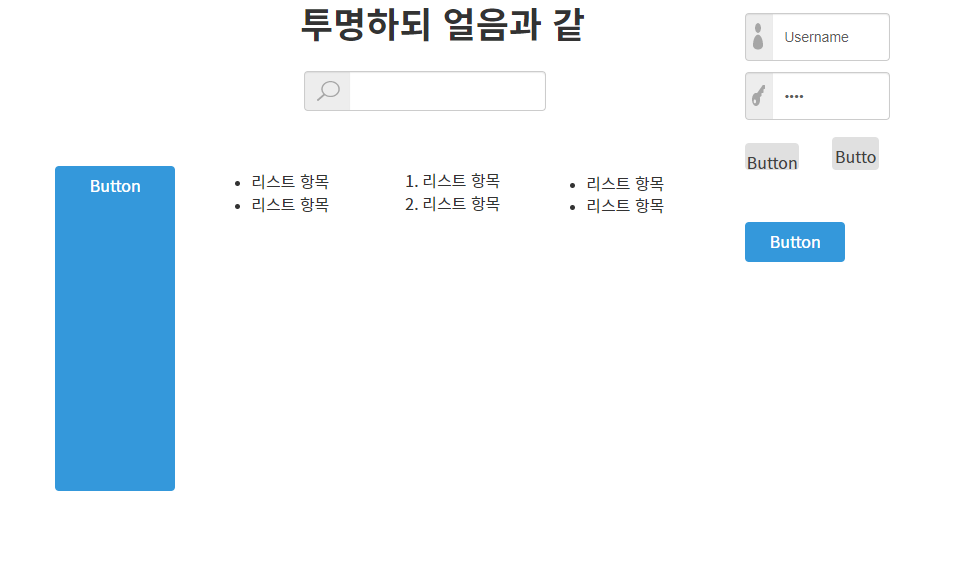 투명하되 얼음과 같
Username
••••
Button
Butto
Button
• 리스트 항목
• 리스트 항목
1. 리스트 항목
2. 리스트 항목
• 리스트 항목
• 리스트 항목
Button